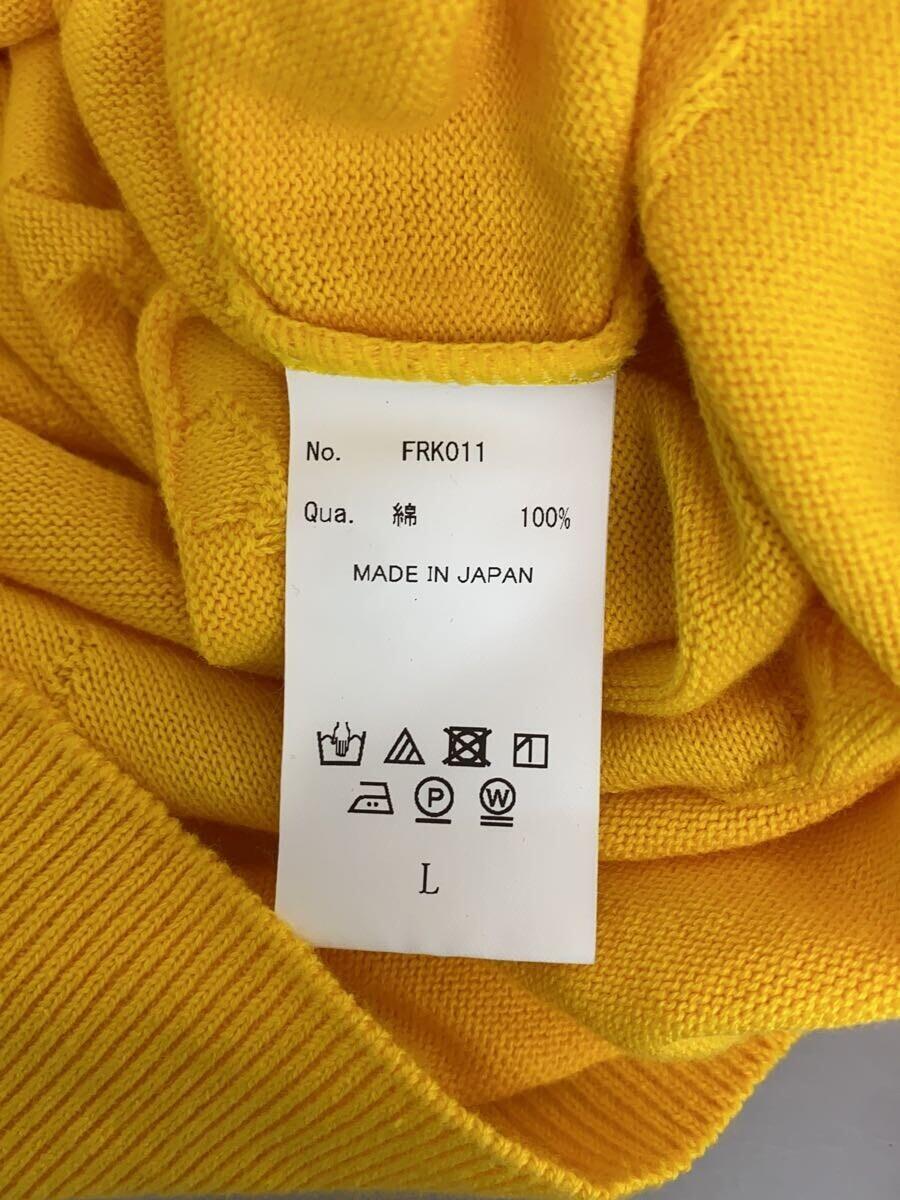 No. FRK011
Qua. 綿 100%
MADE IN JAPAN
P W
L